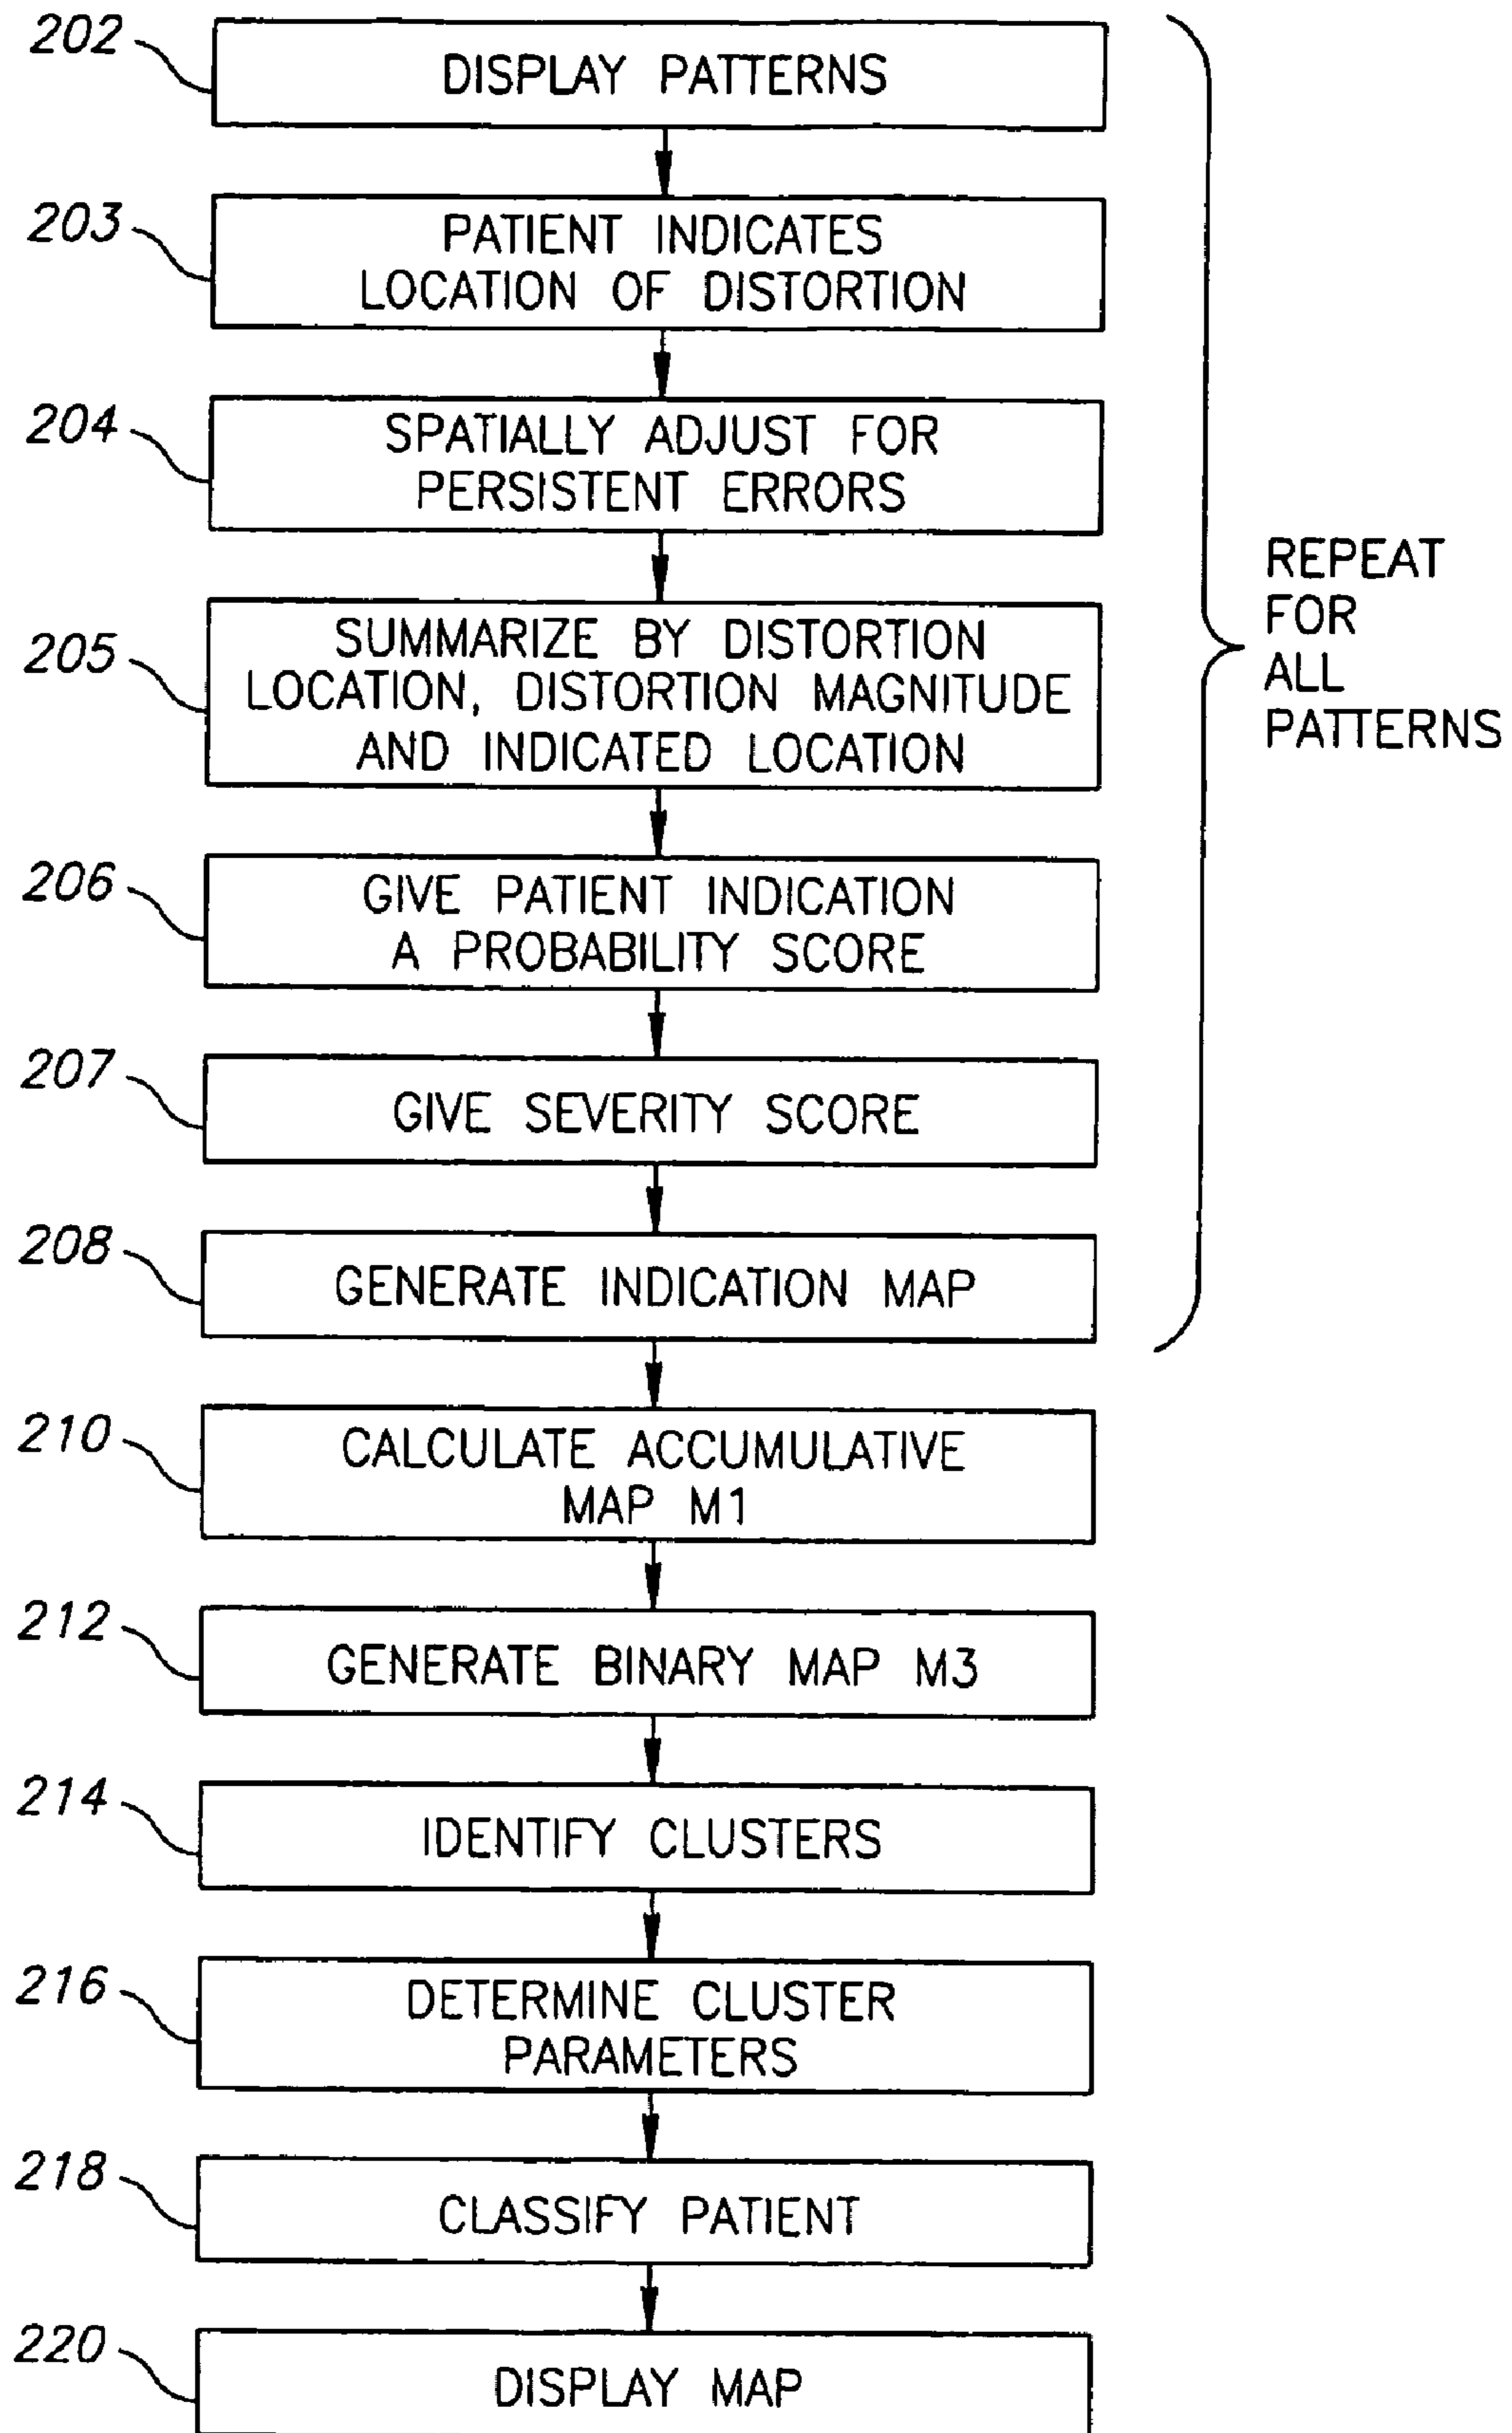 202
DISPLAY PATTERNS
203
PATIENT INDICATES
LOCATION OF DISTORTION
204
SPATIALLY ADJUST FOR
PERSISTENT ERRORS
205
SUMMARIZE BY DISTORTION
LOCATION, DISTORTION MAGNITUDE
AND INDICATED LOCATION
REPEAT
FOR
ALL
PATTERNS
206
GIVE PATIENT INDICATION
A PROBABILITY SCORE
207
GIVE SEVERITY SCORE
208
GENERATE INDICATION MAP
210
CALCULATE ACCUMULATIVE
MAP M1
212
GENERATE BINARY MAP M3
214
IDENTIFY CLUSTERS
216
DETERMINE CLUSTER
PARAMETERS
218
CLASSIFY PATIENT
220
DISPLAY MAP